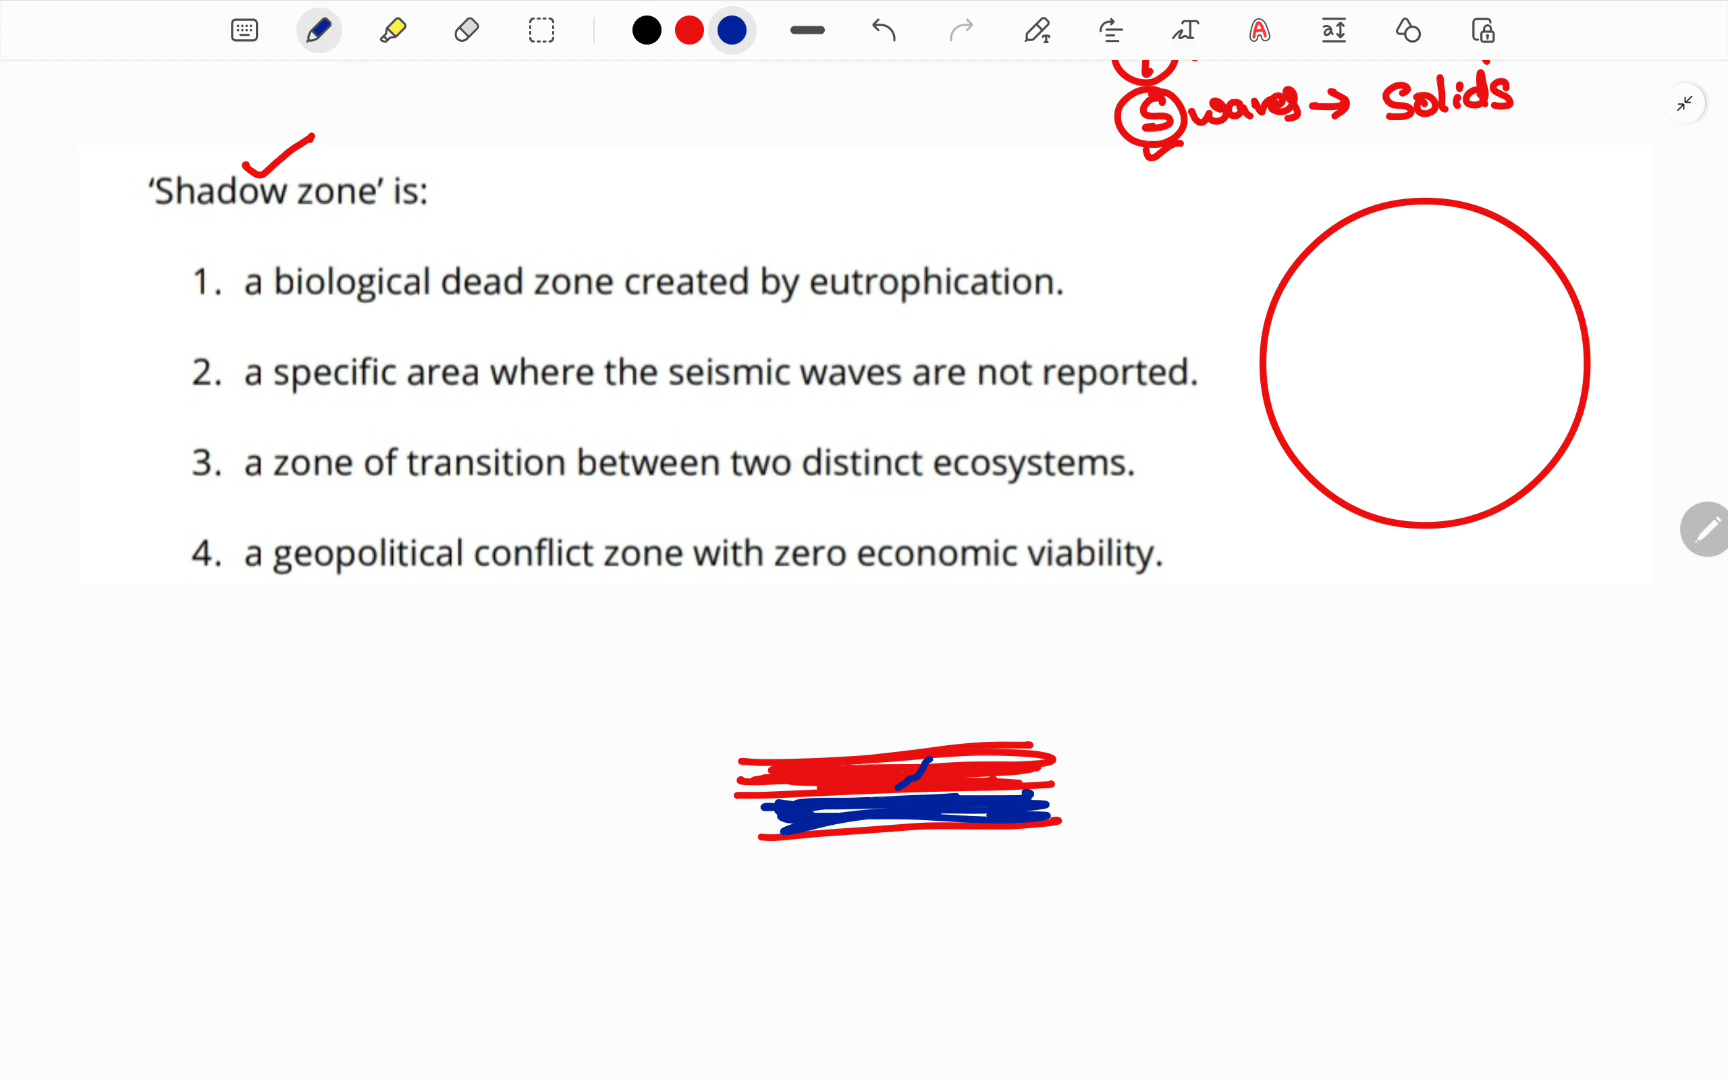 S waves → Solids
‘Shadow zone’ is:
1. a biological dead zone created by eutrophication.
2. a specific area where the seismic waves are not reported.
3. a zone of transition between two distinct ecosystems.
4. a geopolitical conflict zone with zero economic viability.